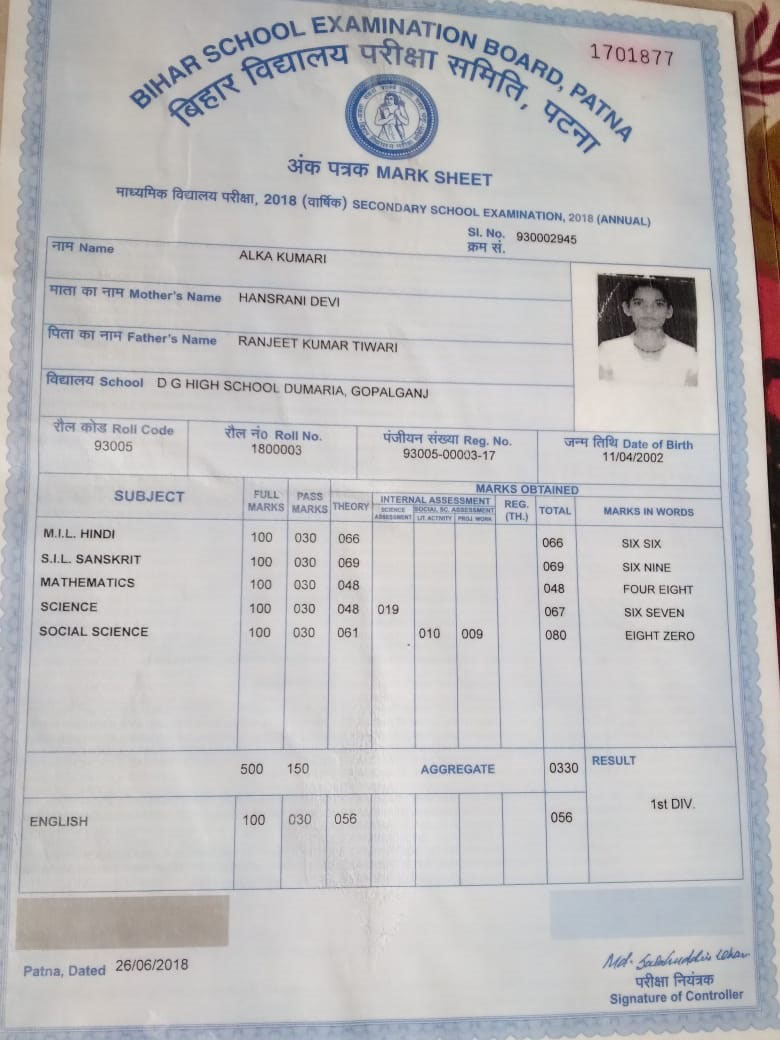 BIHAR SCHOOL EXAMINATION BOARD, PATNA
1701877
बिहार विद्यालय परीक्षा समिति, पटना
अंक पत्रक MARK SHEET
माध्यमिक विद्यालय परीक्षा, 2018 (वार्षिक) SECONDARY SCHOOL EXAMINATION, 2018 (ANNUAL)
Sl. No. 930002945
क्रम सं.
नाम Name ALKA KUMARI
माता का नाम Mother's Name HANSRANI DEVI
पिता का नाम Father's Name RANJEET KUMAR TIWARI
विद्यालय School D G HIGH SCHOOL DUMARIA, GOPALGANJ
रौल कोड Roll Code रौल नं० Roll No. पंजीयन संख्या Reg. No. जन्म तिथि Date of Birth
93005 1800003 93005-00003-17 11/04/2002
SUBJECT FULL MARKS PASS MARKS MARKS OBTAINED
THEORY INTERNAL ASSESSMENT REG. (TH.) TOTAL MARKS IN WORDS
SCIENCE ASSESSMENT SOCIAL SC. ASSESSMENT
LIT. ACTIVITY PROJ. WORK
M.I.L. HINDI 100 030 066 066 SIX SIX
S.I.L. SANSKRIT 100 030 069 069 SIX NINE
MATHEMATICS 100 030 048 048 FOUR EIGHT
SCIENCE 100 030 048 019 067 SIX SEVEN
SOCIAL SCIENCE 100 030 061 010 009 080 EIGHT ZERO
500 150 AGGREGATE 0330 RESULT
1st DIV.
ENGLISH 100 030 056 056
Patna, Dated 26/06/2018
परीक्षा नियंत्रक
Signature of Controller